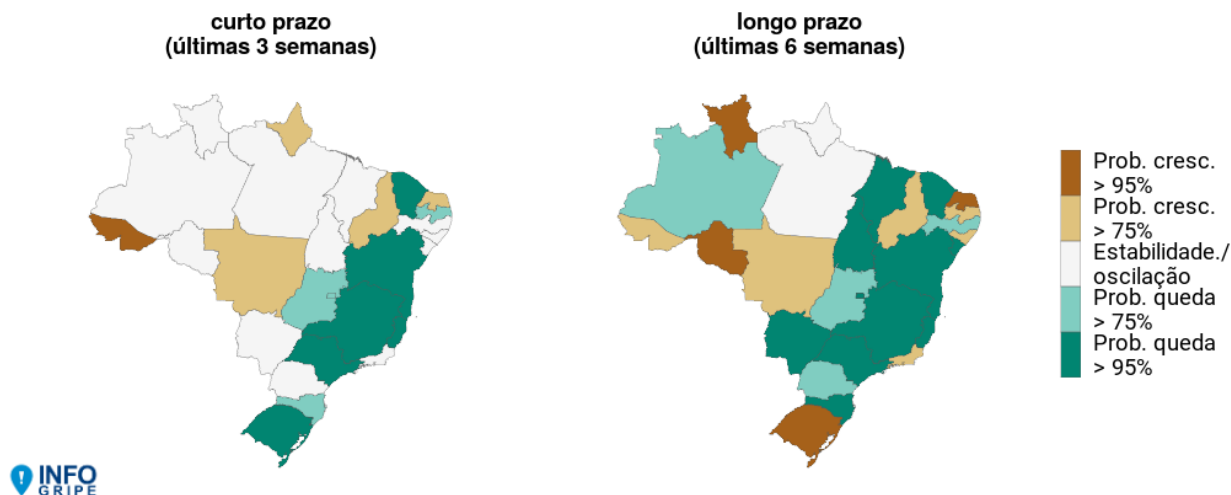 curto prazo
(últimas 3 semanas)
longo prazo
(últimas 6 semanas)
Prob. cresc.
> 95%
Prob. cresc.
> 75%
Estabilidade./
oscilação
Prob. queda
> 75%
Prob. queda
> 95%
INFO
GRIPE